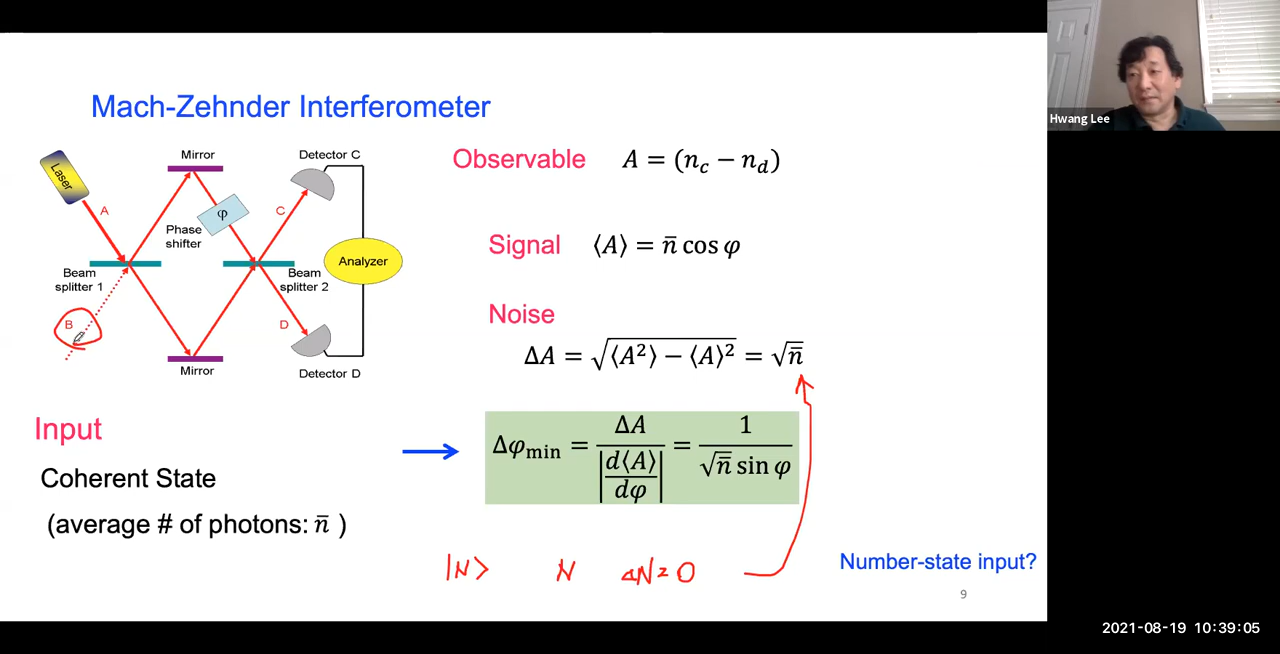 Mach-Zehnder Interferometer
Laser
A
Mirror
φ
Phase
shifter
Detector C
C
Analyzer
Beam
splitter 1
Beam
splitter 2
B
D
Mirror
Detector D
Input
Coherent State
(average # of photons: n̄ )
Observable A = (n_c − n_d)
Signal ⟨A⟩ = n̄ cos φ
Noise
ΔA = √(⟨A²⟩ − ⟨A⟩²) = √n̄
Δφ_min = ΔA / |d⟨A⟩/dφ| = 1 / (√n̄ sin φ)
|N> N ΔN=0
Number-state input?
9
Hwang Lee
2021-08-19 10:39:05